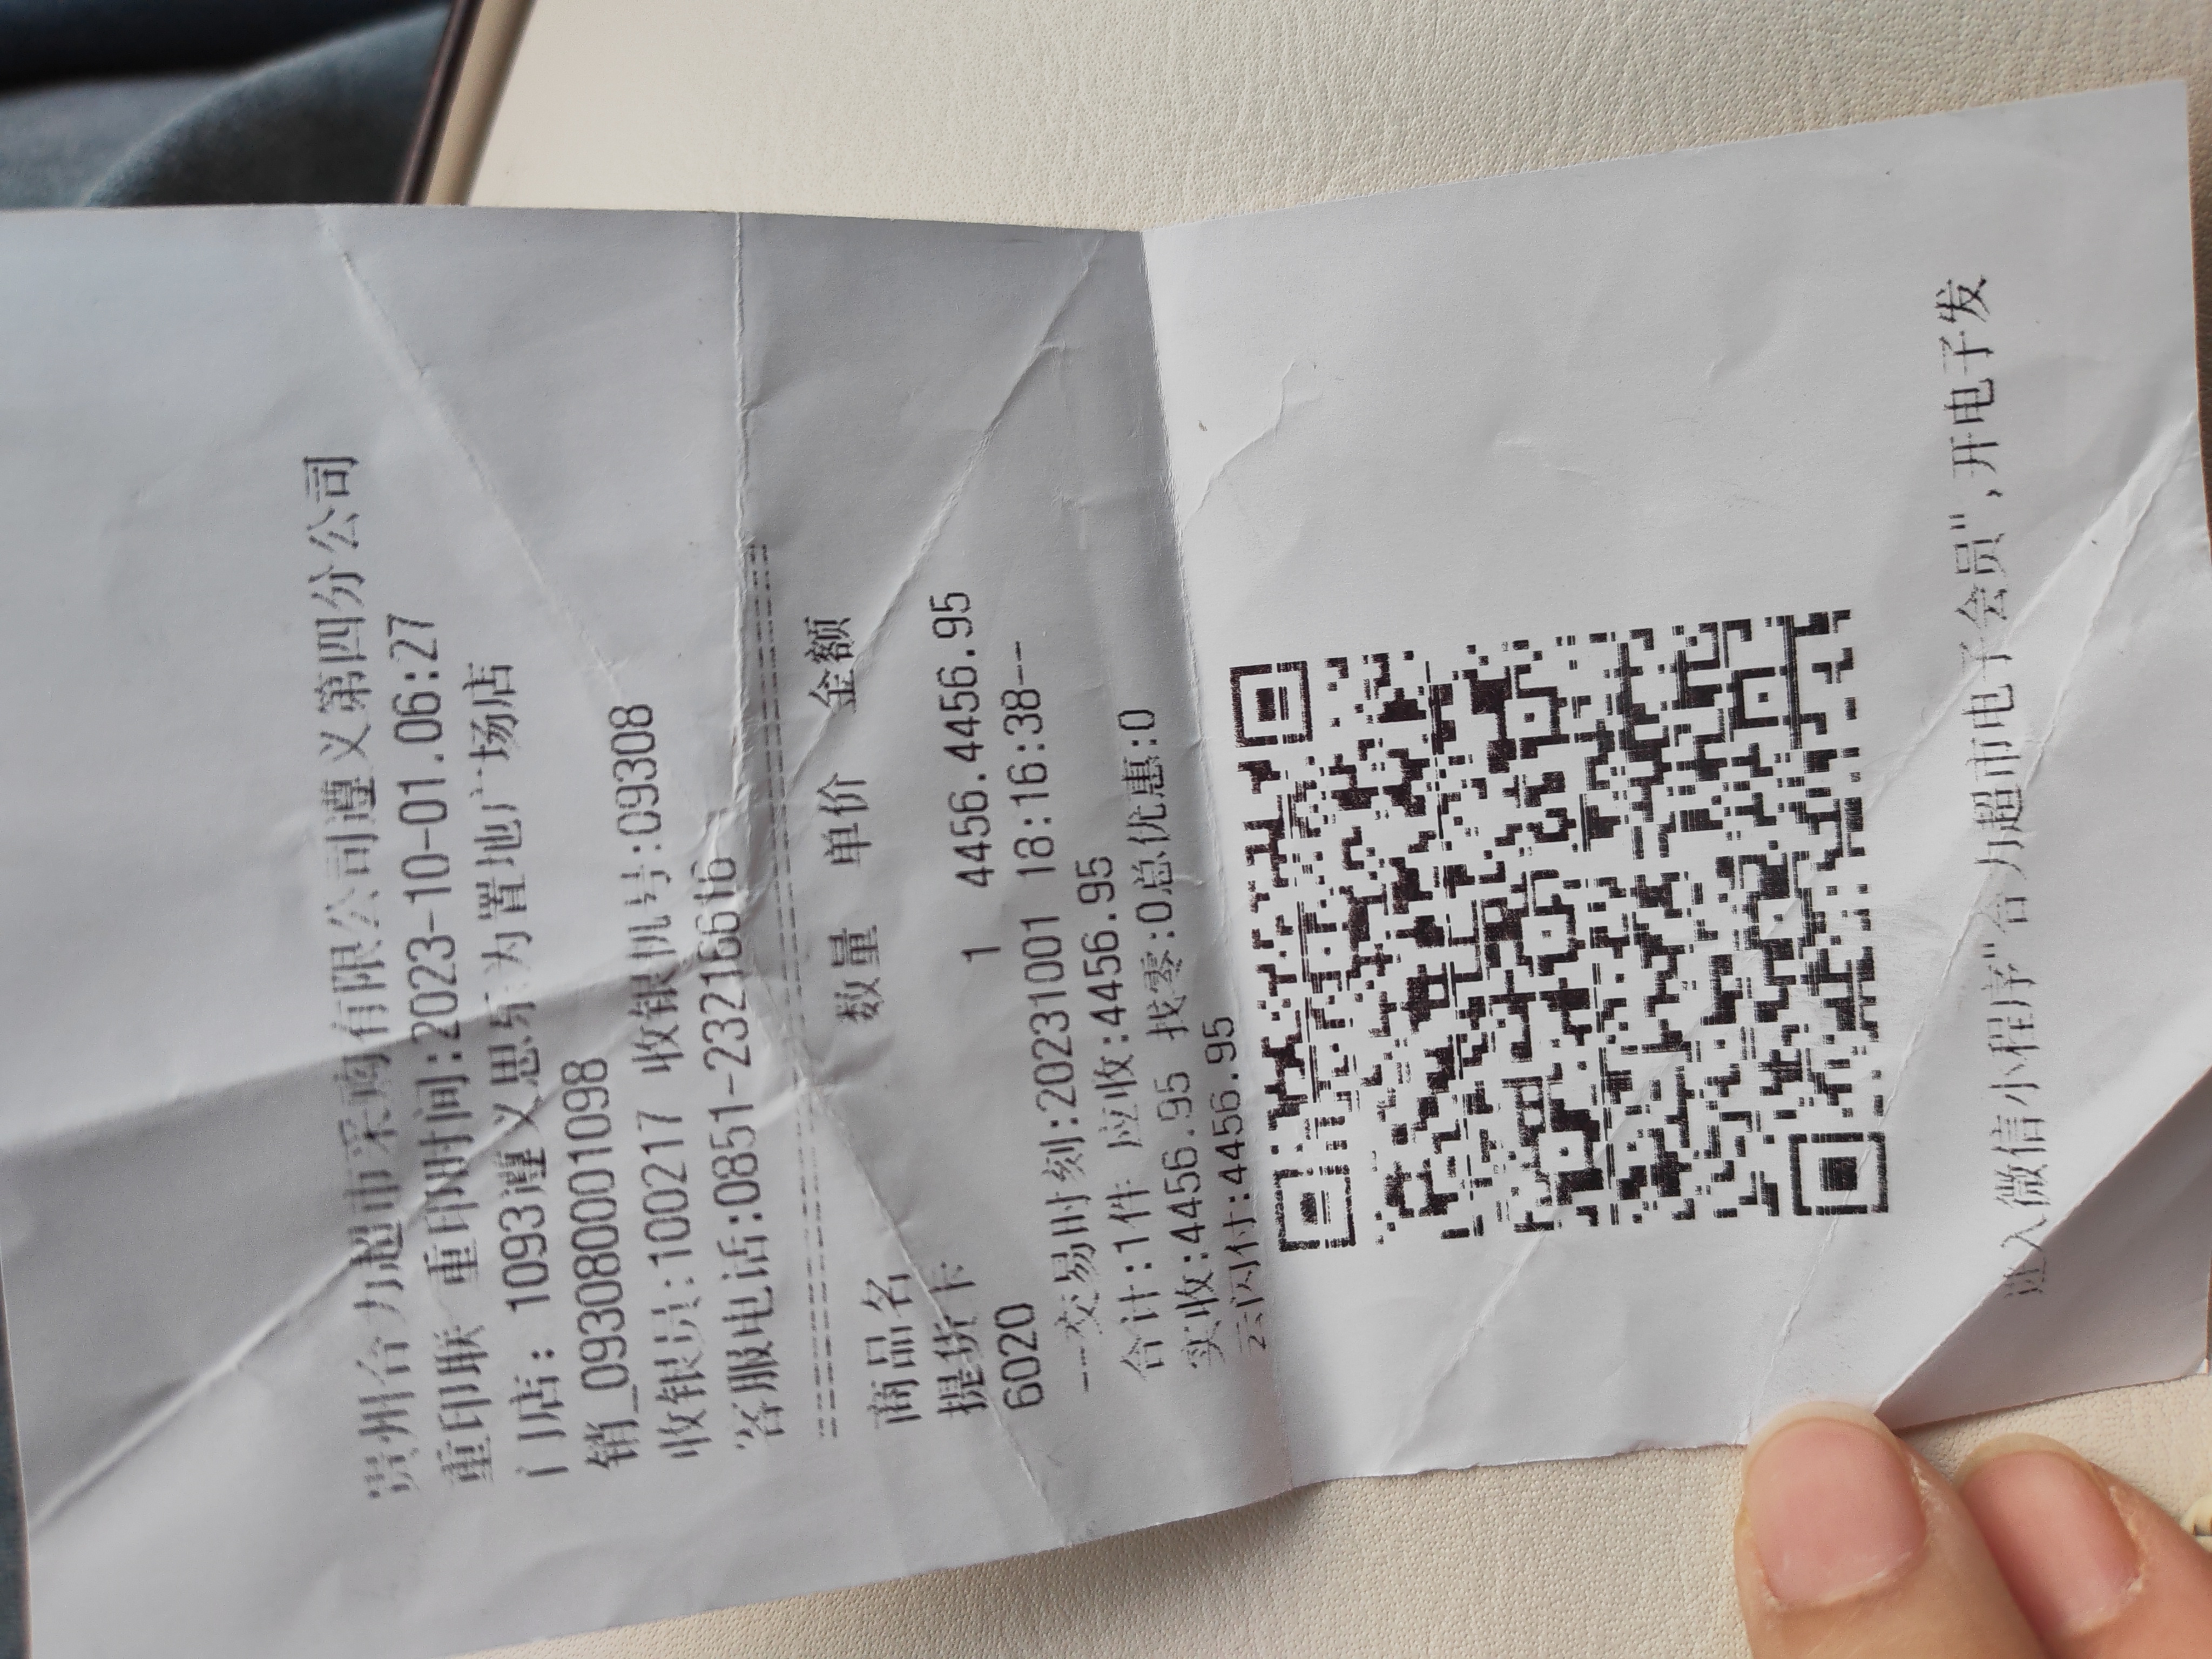 贵州合力超市采购有限公司遵义第四分公司
重印联 重印时间:2023-10-01.06:27
门店: 1093遵义思乐为置地广场店
销_0930800001098
收银员:100217 收银机号:09308
客服电话:0851-23216616
商品名 数量 单价 金额
提货卡
6020 1 4456.4456.95
--交易时刻:20231001 18:16:38--
合计:1件 应收:4456.95
实收:4456.95 找零:0总优惠:0
云闪付:4456.95
进入微信小程序"合力超市电子会员",开电子发